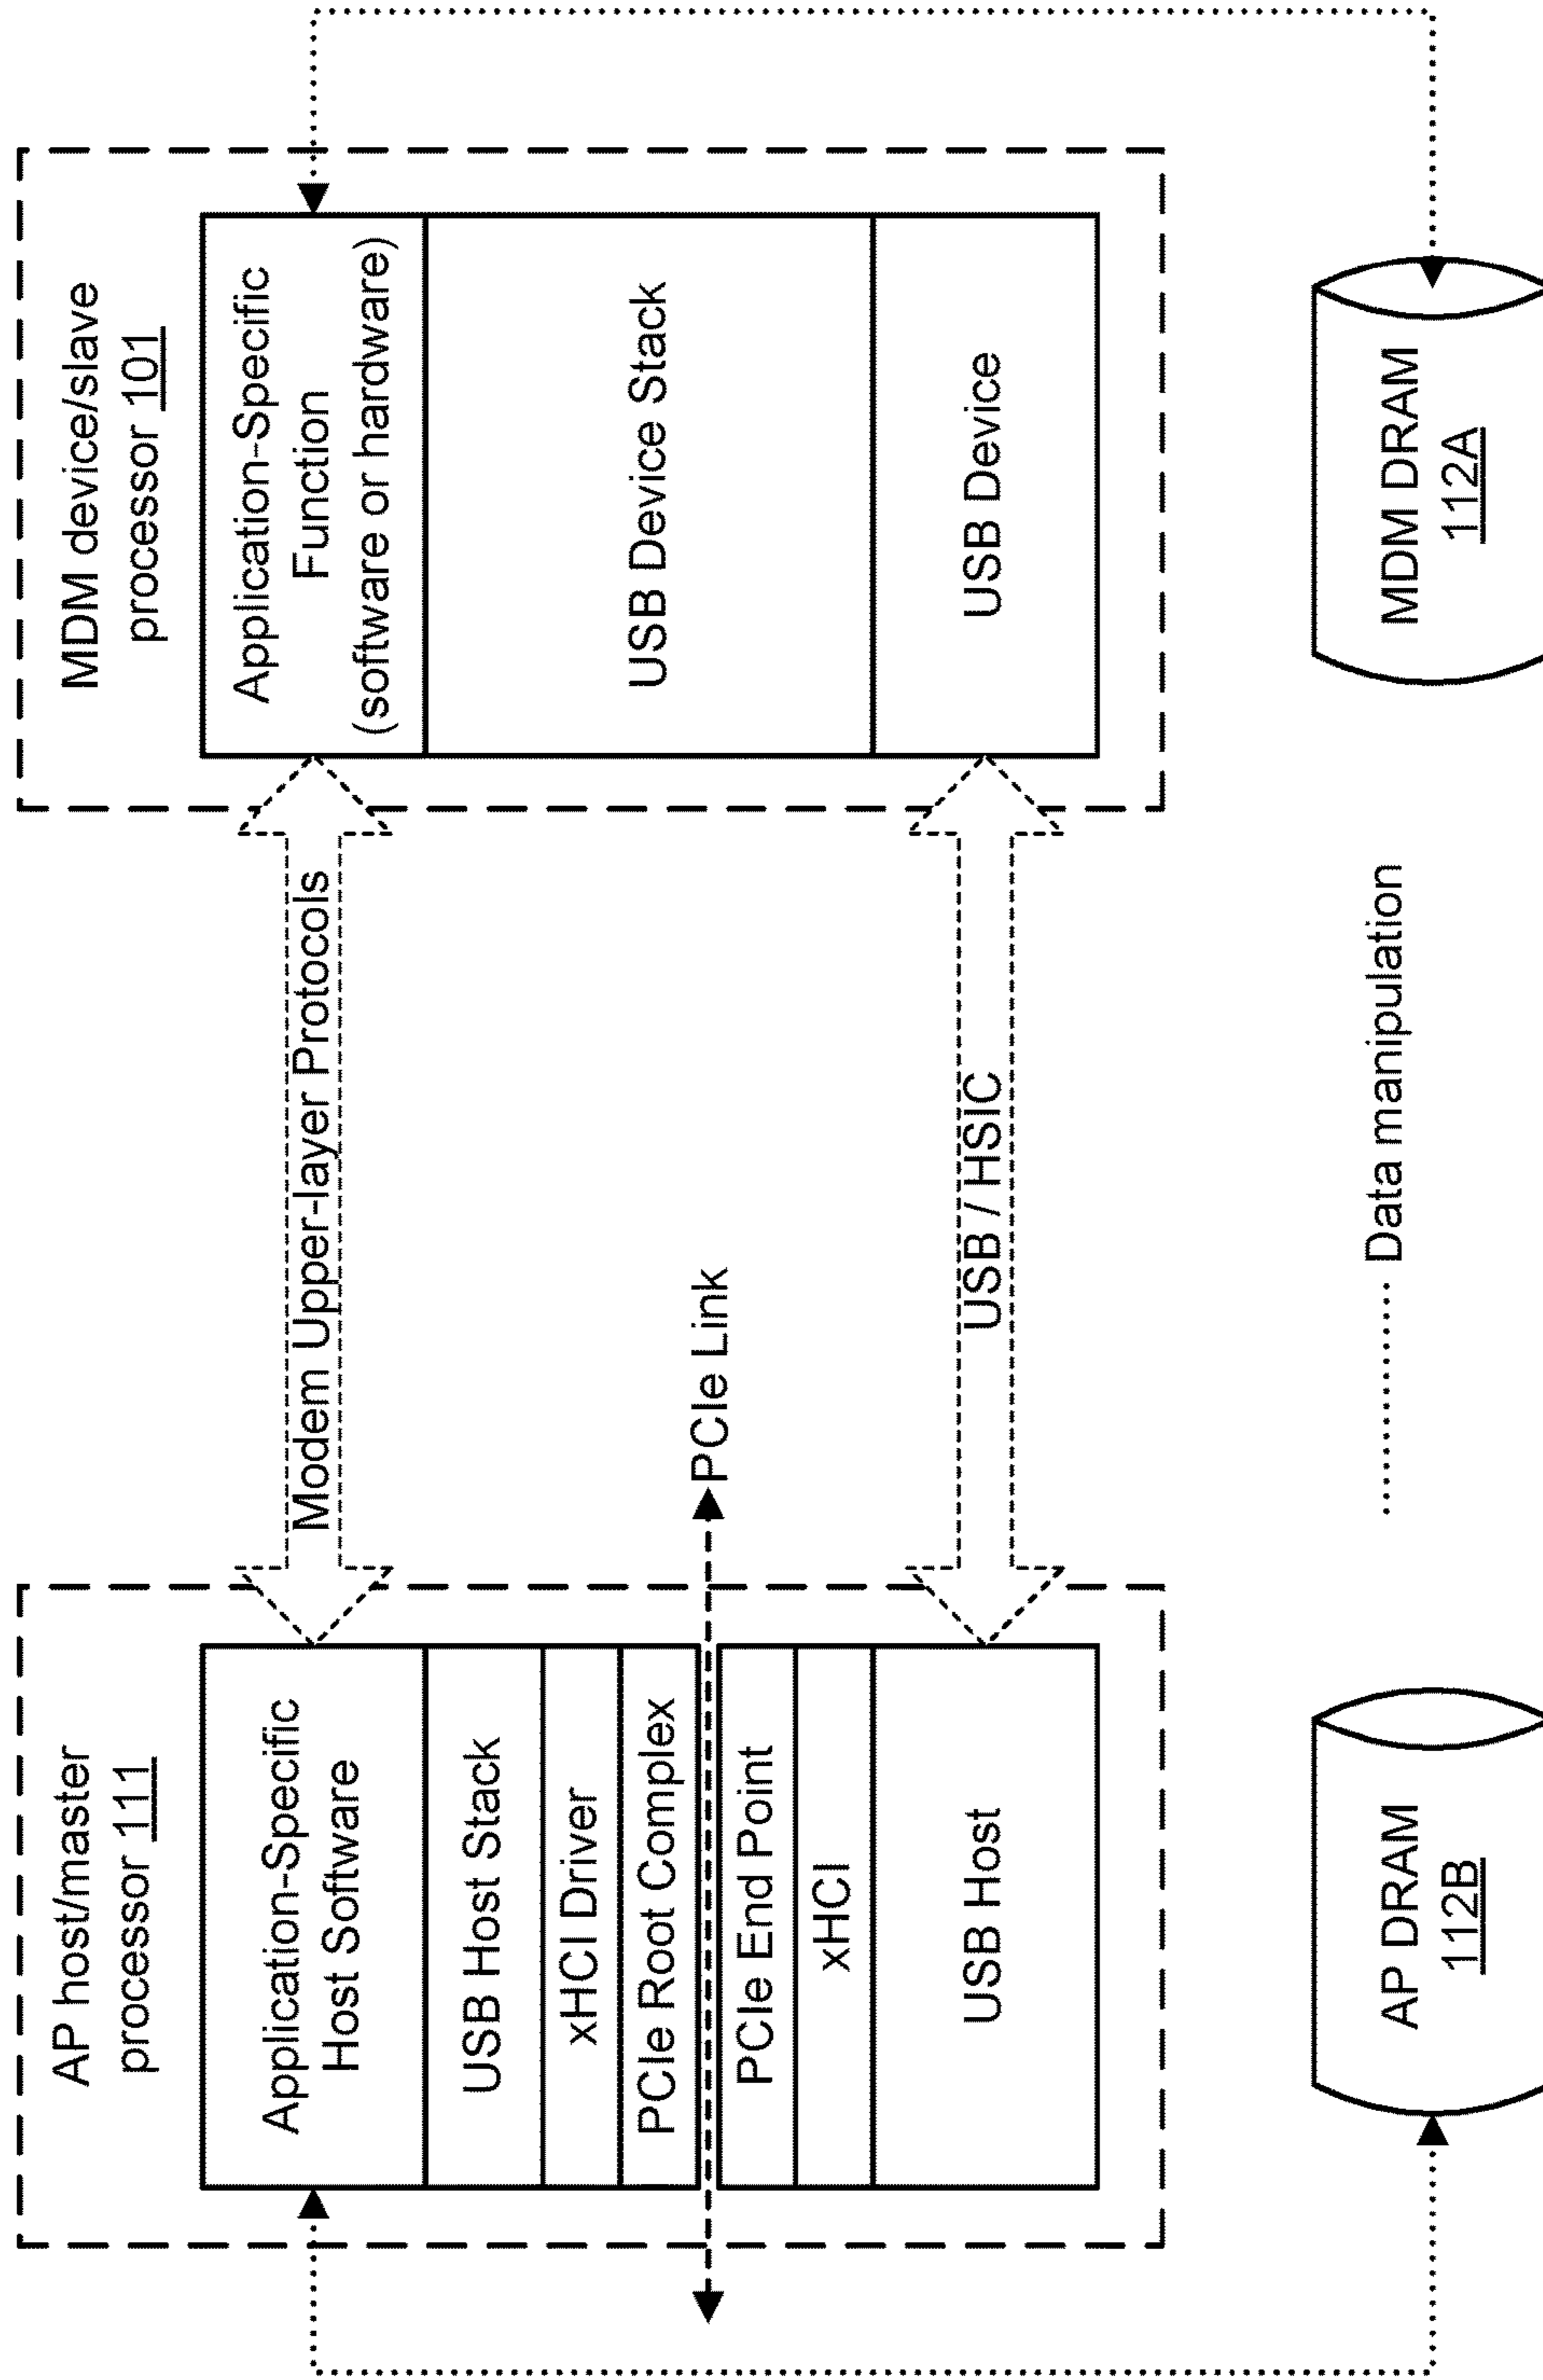 AP host/master
processor 111
Application-Specific
Host Software
USB Host Stack
xHCI Driver
PCIe Root Complex
PCIe End Point
xHCI
USB Host
AP DRAM
112B
Modem Upper-layer Protocols
PCIe Link
USB / HSIC
Data manipulation
MDM device/slave
processor 101
Application-Specific
Function
(software or hardware)
USB Device Stack
USB Device
MDM DRAM
112A